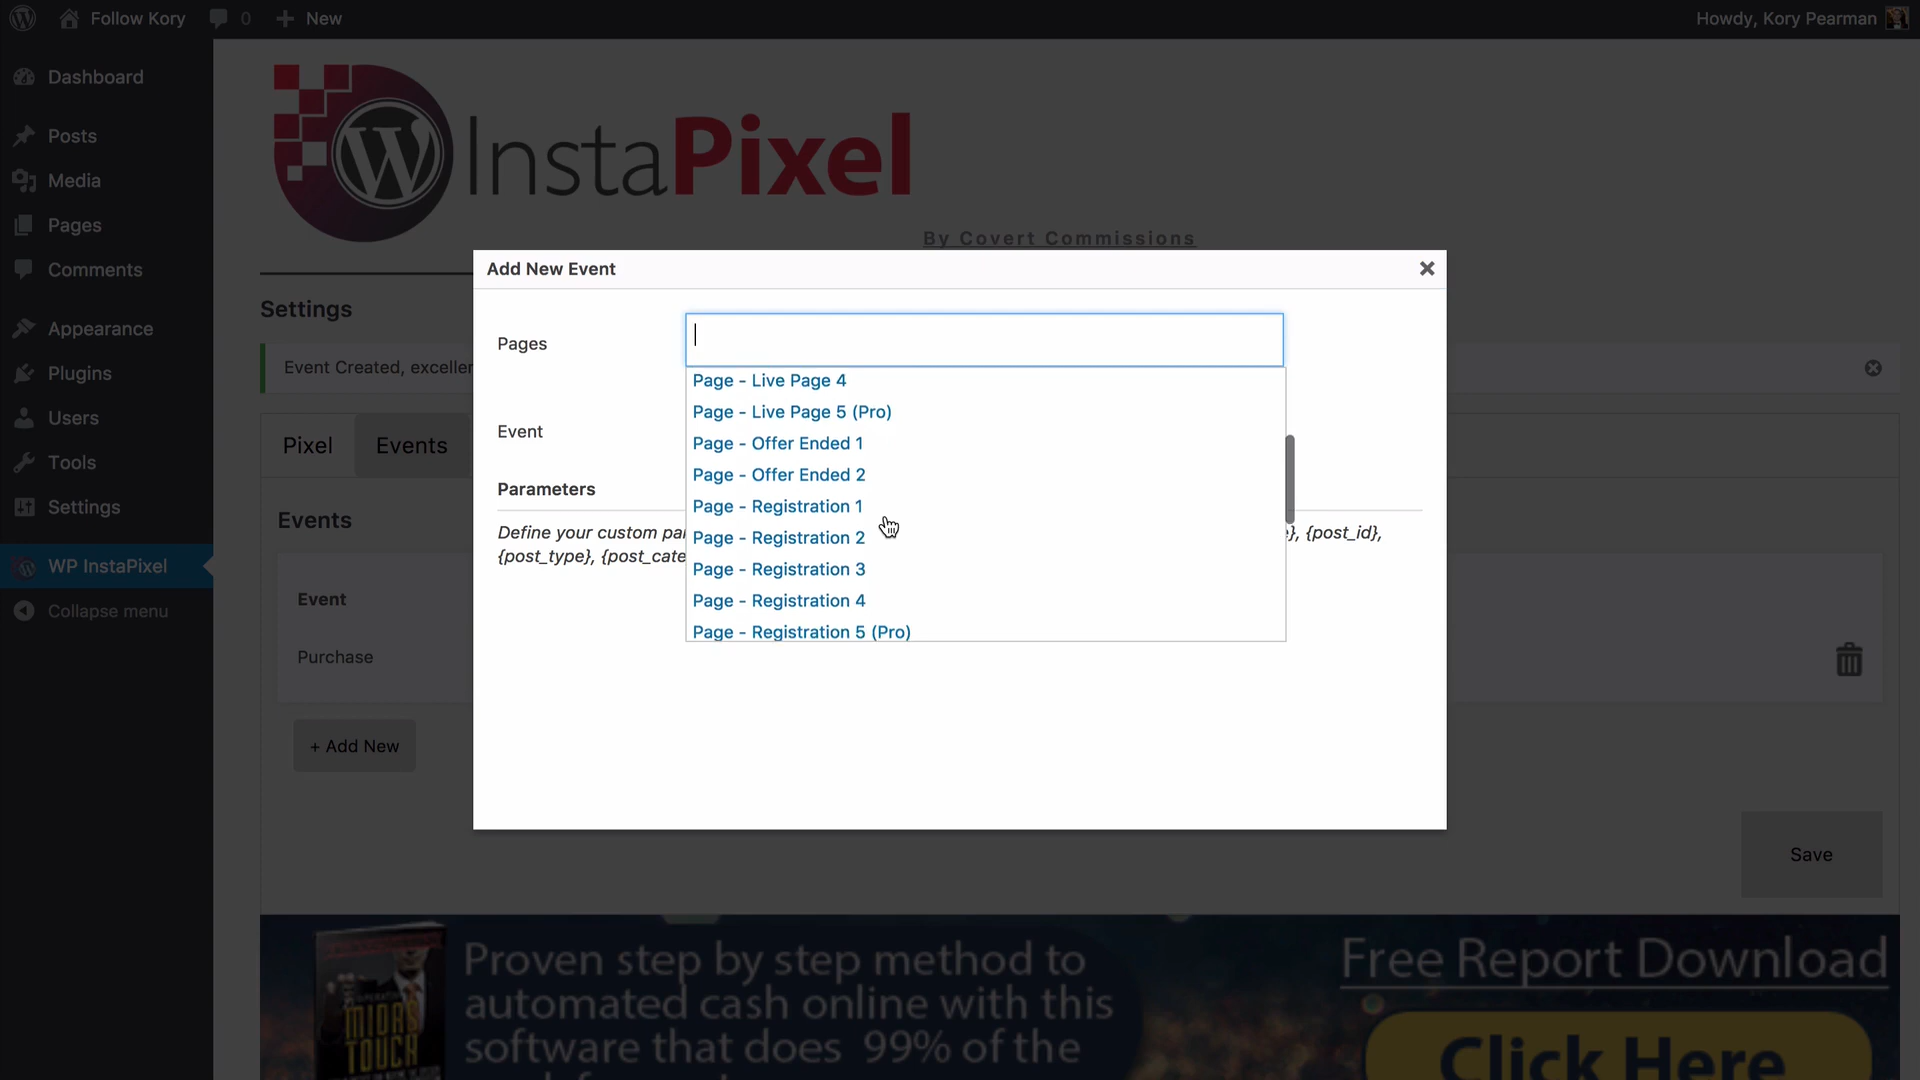 Follow Kory 0 New Howdy, Kory Pearman
Dashboard
Posts
Media
Pages
Comments
Appearance
Plugins
Users
Tools
Settings
WP InstaPixel
Collapse menu
InstaPixel
By Covert Commissions
Settings
Event Created, exceller
Pixel Events
Events
Event
Purchase
+ Add New
Save
Add New Event
Pages
Page - Live Page 4
Page - Live Page 5 (Pro)
Page - Offer Ended 1
Page - Offer Ended 2
Page - Registration 1
Page - Registration 2
Page - Registration 3
Page - Registration 4
Page - Registration 5 (Pro)
Event
Parameters
Define your custom pa }, {post_id},
{post_type}, {post_cate
Proven step by step method to
automated cash online with this
software that does 99% of the
MIDAS
TOUCH
Free Report Download
Click Here